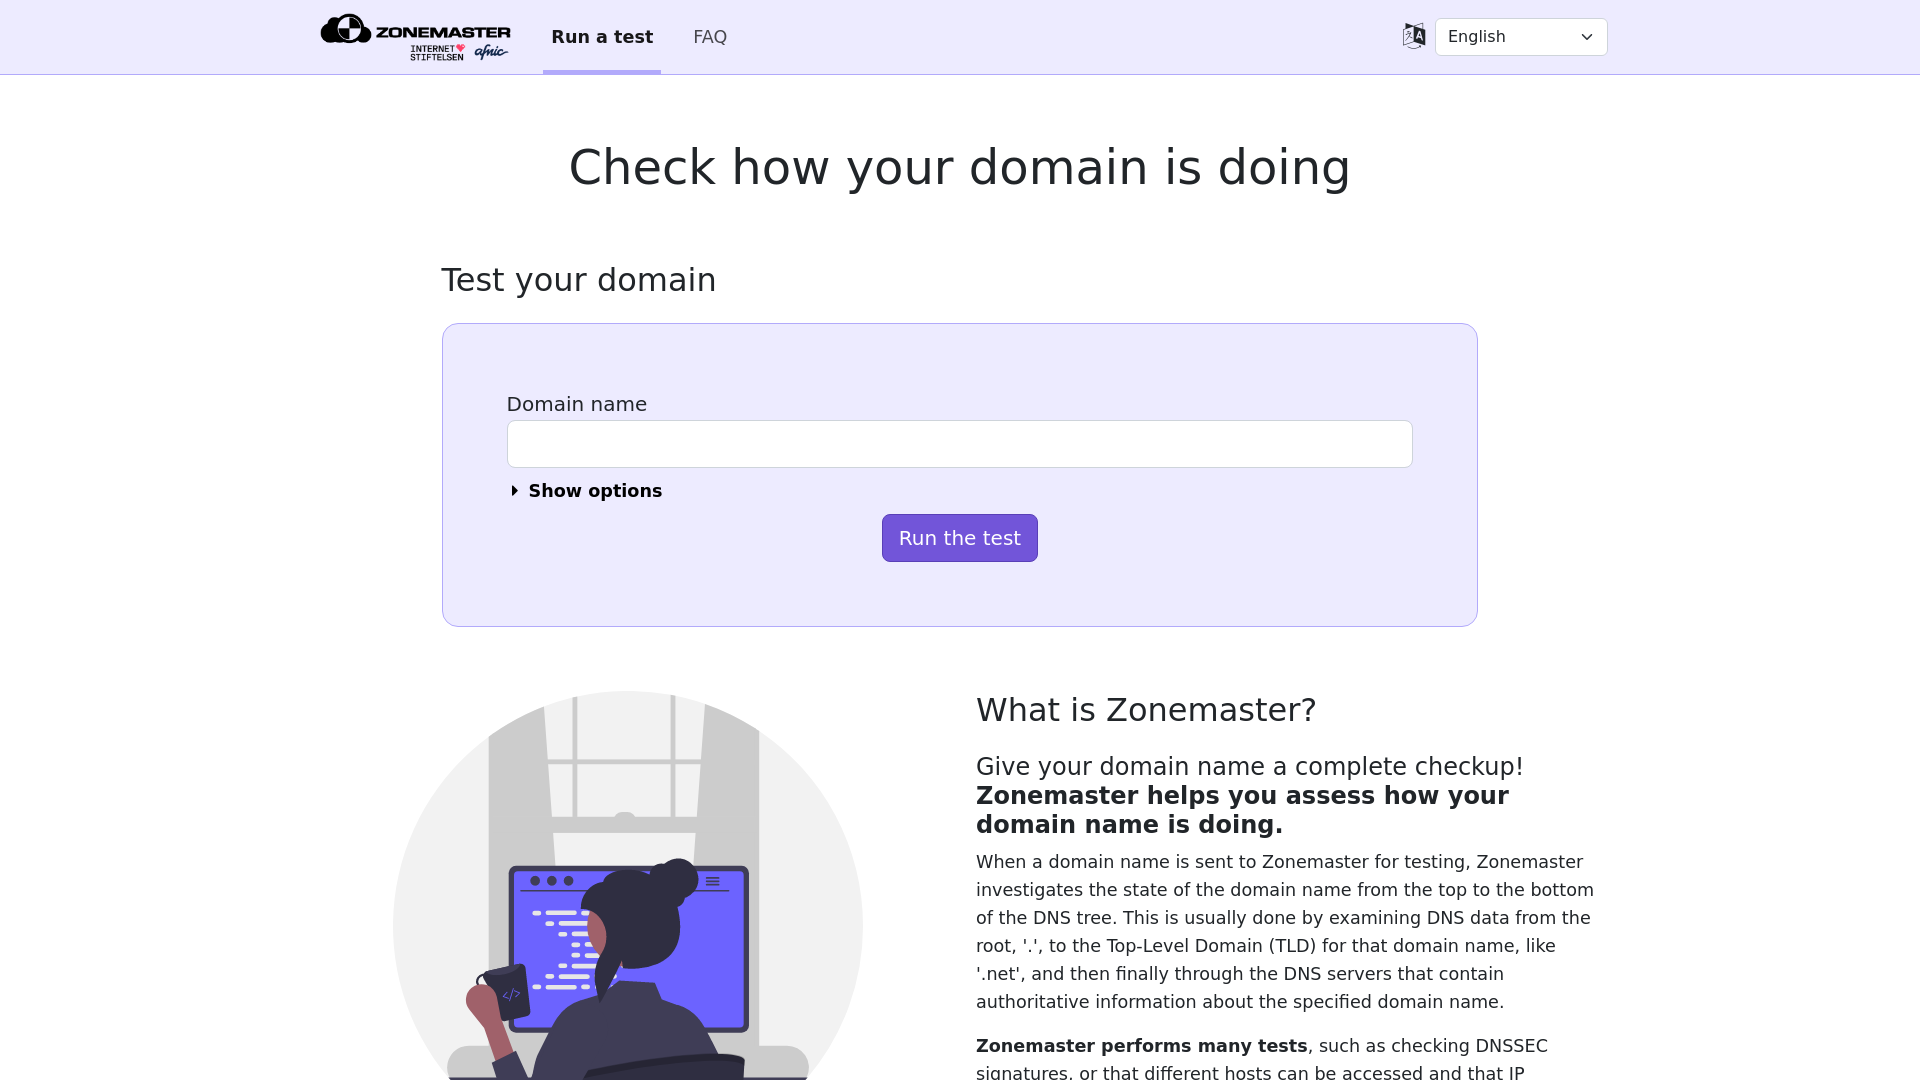 ZONEMASTER
INTERNET
STIFTELSEN
afnic
Run a test
FAQ
English
Check how your domain is doing
Test your domain
Domain name
Show options
Run the test
What is Zonemaster?
Give your domain name a complete checkup!
Zonemaster helps you assess how your
domain name is doing.
When a domain name is sent to Zonemaster for testing, Zonemaster
investigates the state of the domain name from the top to the bottom
of the DNS tree. This is usually done by examining DNS data from the
root, '.', to the Top-Level Domain (TLD) for that domain name, like
'.net', and then finally through the DNS servers that contain
authoritative information about the specified domain name.
Zonemaster performs many tests, such as checking DNSSEC
signatures, or that different hosts can be accessed and that IP